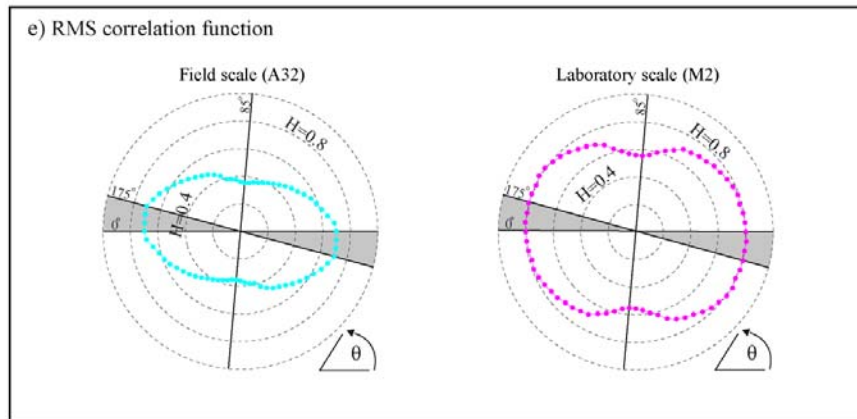 e) RMS correlation function
Field scale (A32)
85°
H=0.8
175°
H=0.4
0°
θ
Laboratory scale (M2)
85°
H=0.8
H=0.4
175°
0°
θ